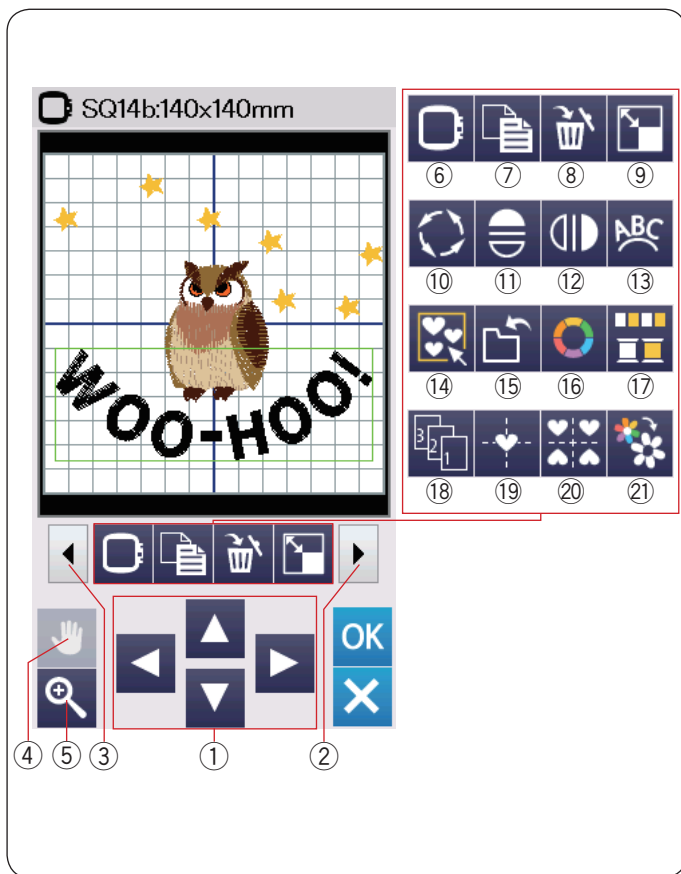 SQ14b:140x140mm
⑥ ⑦ ⑧ ⑨
ABC
⑩ ⑪ ⑫ ⑬
⑭ ⑮ ⑯ ⑰
3 2 1
⑱ ⑲ ⑳ ㉑
WOO-HOO!
OK
④ ⑤ ③ ① ②